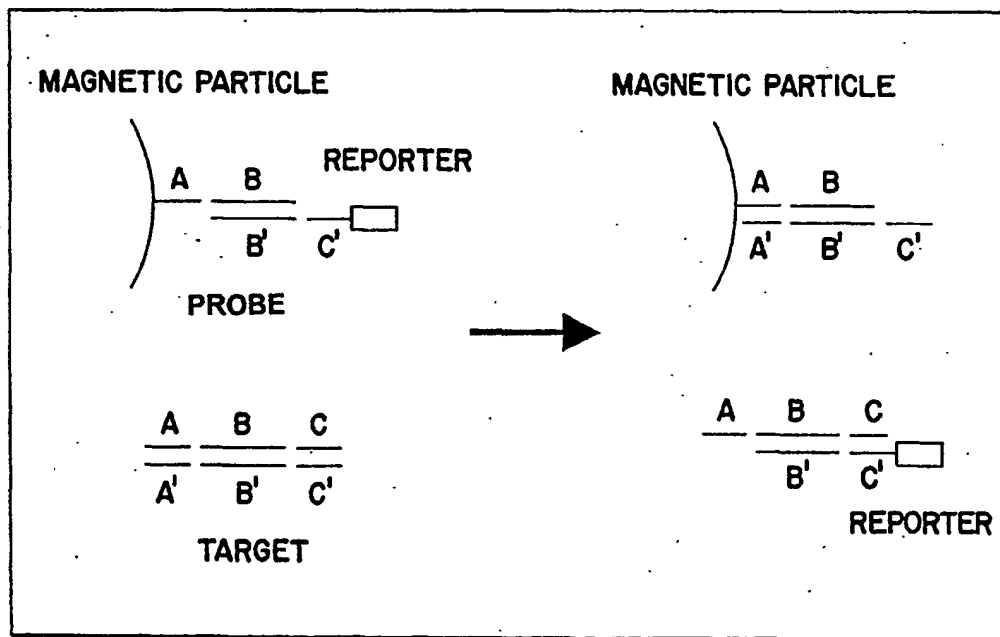 MAGNETIC PARTICLE
MAGNETIC PARTICLE
REPORTER
A B
B' C'
PROBE
A B
A' B' C'
A B C
A' B' C'
TARGET
A B C
B' C'
REPORTER